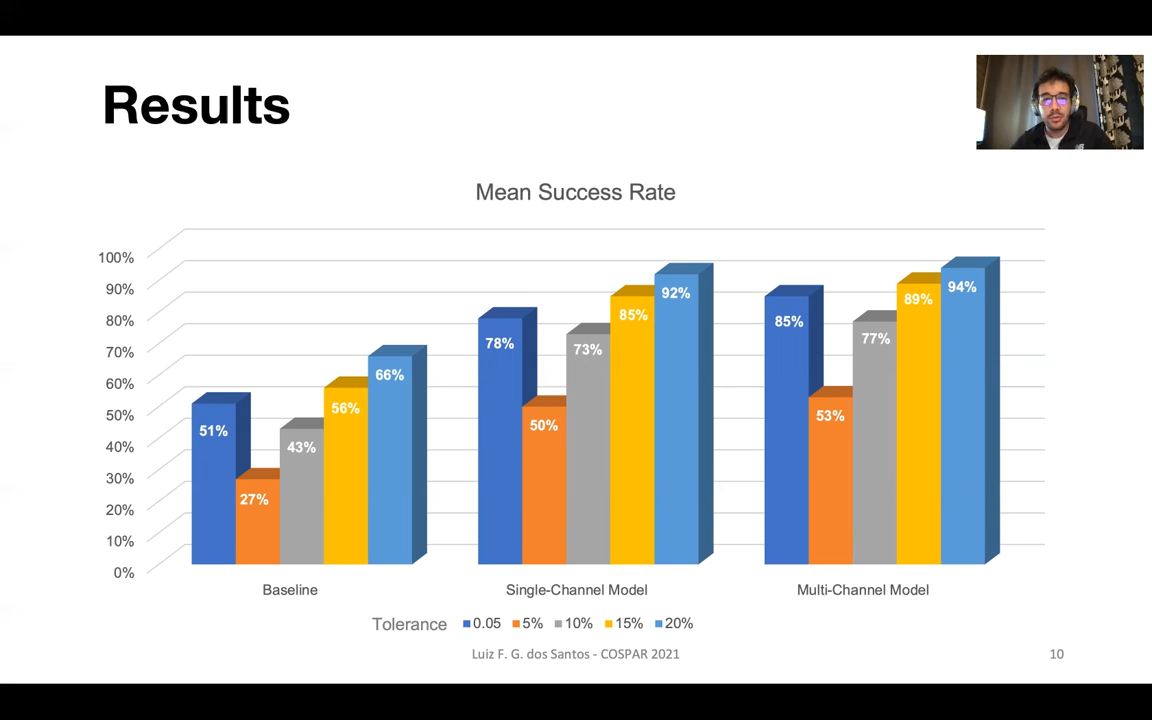 Results
Mean Success Rate
100%
90%
80%
70%
60%
50%
40%
30%
20%
10%
0%
51% 27% 43% 56% 66%
78% 50% 73% 85% 92%
85% 53% 77% 89% 94%
Baseline Single-Channel Model Multi-Channel Model
Tolerance 0.05 5% 10% 15% 20%
Luiz F. G. dos Santos - COSPAR 2021 10